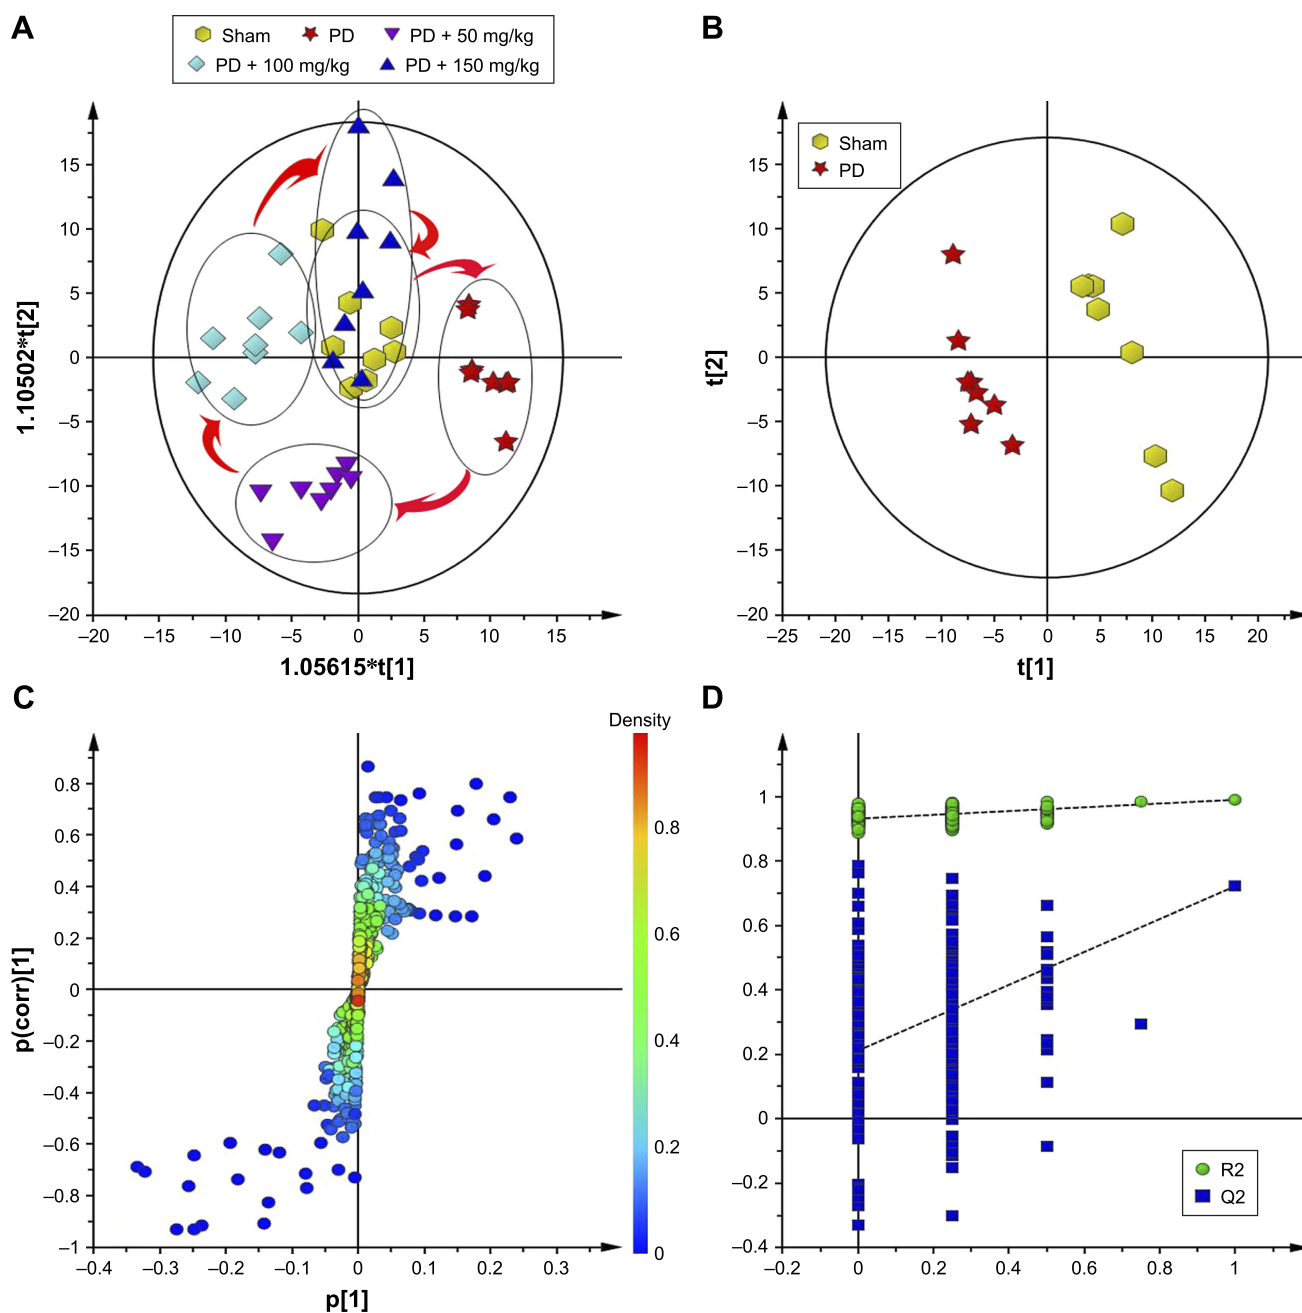 A
Sham PD PD + 50 mg/kg
PD + 100 mg/kg PD + 150 mg/kg
15
10
5
0
–5
–10
–15
–20
–20 –15 –10 –5 0 5 10 15
1.10502*t[2]
1.05615*t[1]
B
Sham
PD
15
10
5
0
–5
–10
–15
–20
–25 –20 –15 –10 –5 0 5 10 15 20
t[2]
t[1]
C
Density
0.8
0.6
0.4
0.2
0
–0.2
–0.4
–0.6
–0.8
–1
–0.4 –0.3 –0.2 –0.1 0 0.1 0.2 0.3
p(corr)[1]
p[1]
0.8
0.6
0.4
0.2
0
D
1
0.8
0.6
0.4
0.2
0
–0.2
–0.4
–0.2 0 0.2 0.4 0.6 0.8 1
R2
Q2